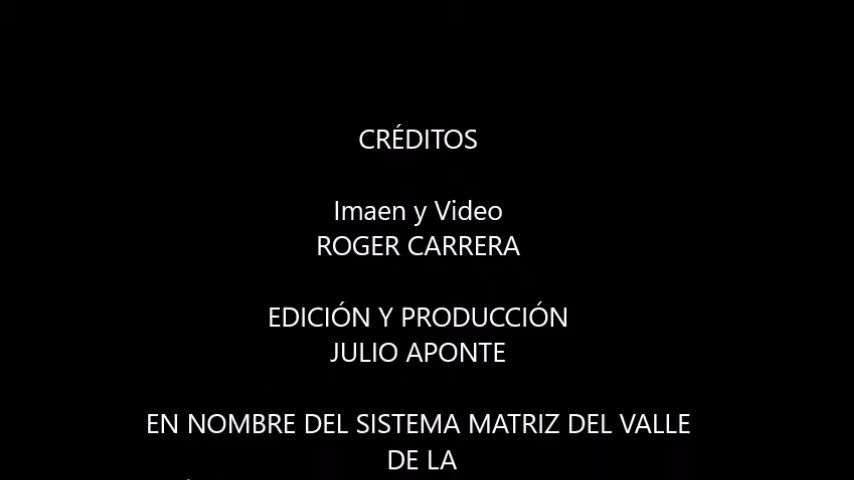 CRÉDITOS
Imaen y Video
ROGER CARRERA
EDICIÓN Y PRODUCCIÓN
JULIO APONTE
EN NOMBRE DEL SISTEMA MATRIZ DEL VALLE
DE LA